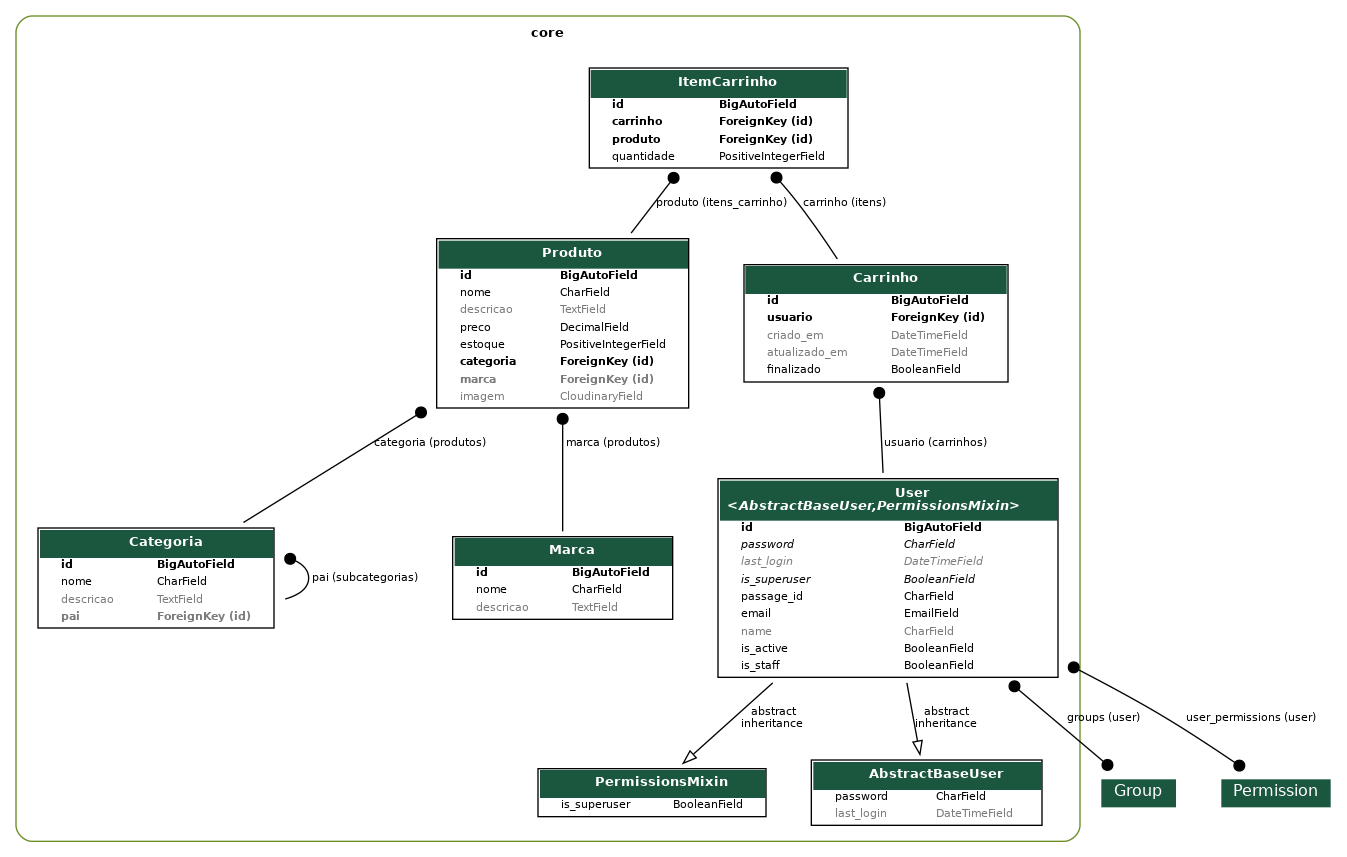 core
ItemCarrinho
id BigAutoField
carrinho ForeignKey (id)
produto ForeignKey (id)
quantidade PositiveIntegerField
produto (itens_carrinho) carrinho (itens)
Produto
id BigAutoField
nome CharField
descricao TextField
preco DecimalField
estoque PositiveIntegerField
categoria ForeignKey (id)
marca ForeignKey (id)
imagem CloudinaryField
Carrinho
id BigAutoField
usuario ForeignKey (id)
criado_em DateTimeField
atualizado_em DateTimeField
finalizado BooleanField
categoria (produtos) marca (produtos) usuario (carrinhos)
Categoria
id BigAutoField
nome CharField
descricao TextField
pai ForeignKey (id)
pai (subcategorias)
Marca
id BigAutoField
nome CharField
descricao TextField
User
<AbstractBaseUser,PermissionsMixin>
id BigAutoField
password CharField
last_login DateTimeField
is_superuser BooleanField
passage_id CharField
email EmailField
name CharField
is_active BooleanField
is_staff BooleanField
abstract
inheritance
abstract
inheritance
groups (user) user_permissions (user)
PermissionsMixin
is_superuser BooleanField
AbstractBaseUser
password CharField
last_login DateTimeField
Group
Permission